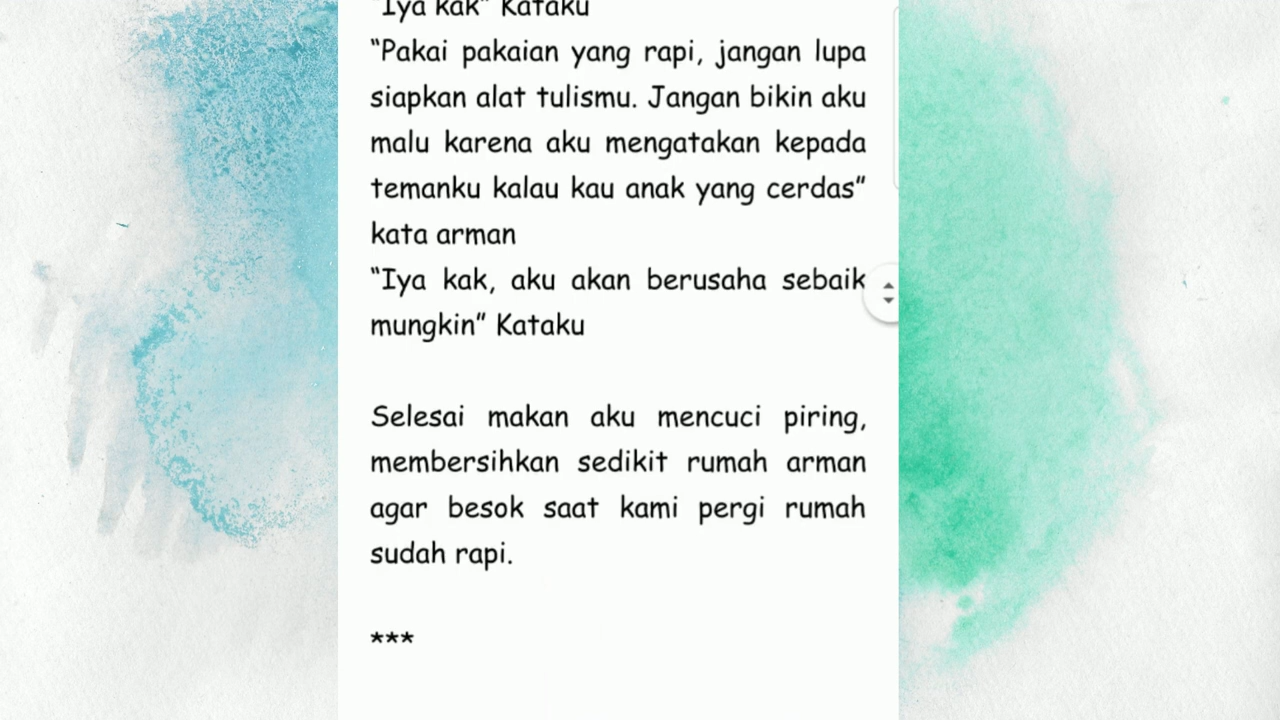 "Iya kak" Kataku
“Pakai pakaian yang rapi, jangan lupa
siapkan alat tulismu. Jangan bikin aku
malu karena aku mengatakan kepada
temanku kalau kau anak yang cerdas”
kata arman
“Iya kak, aku akan berusaha sebaik
mungkin” Kataku
Selesai makan aku mencuci piring,
membersihkan sedikit rumah arman
agar besok saat kami pergi rumah
sudah rapi.
***